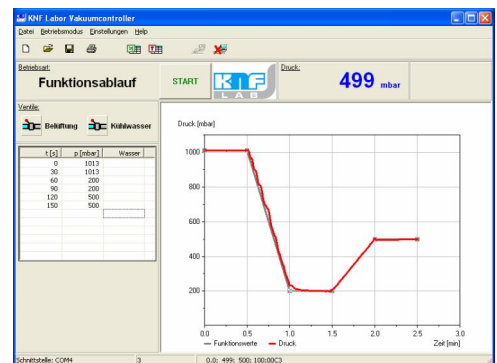 KNF Labor Vakuumcontroller
Datei Betriebsmodus Einstellungen Help
Betriebsart:
Funktionsablauf
START
KNF
LAB
Druck:
499 mbar
Ventile:
Belüftung Kühlwasser
t [s] p [mbar] Wasser
0 1013
30 1013
60 200
90 200
120 500
150 500
Druck [mbar]
1000
800
600
400
200
0.0 0.5 1.0 1.5 2.0 2.5 3.0
Funktionswerte Druck Zeit [min]
Schnittstelle: COM4 3 0.0; 499; 500; 100;00C3